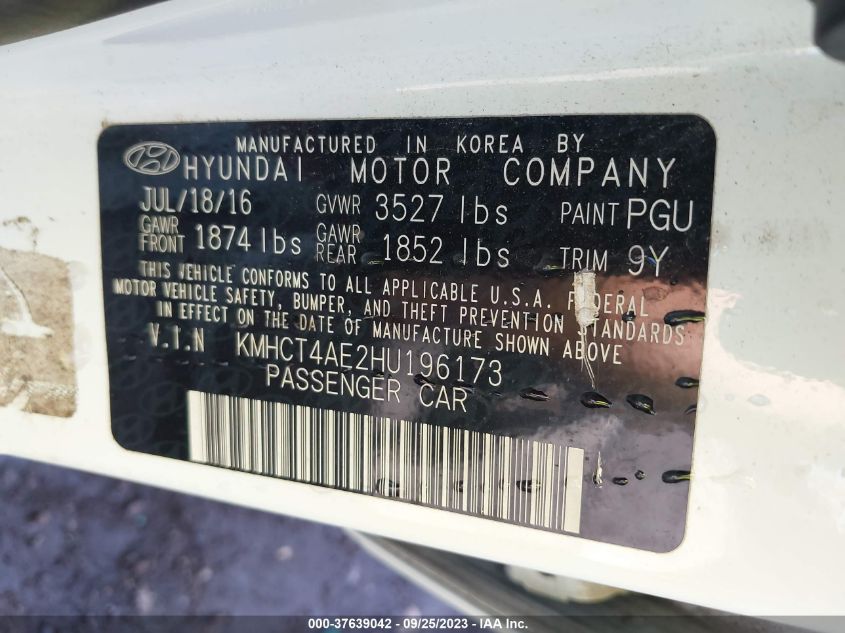 MANUFACTURED IN KOREA BY
HYUNDAI MOTOR COMPANY
JUL/18/16 GVWR 3527 lbs PAINT PGU
GAWR FRONT 1874 lbs GAWR REAR 1852 lbs TRIM 9Y
THIS VEHICLE CONFORMS TO ALL APPLICABLE U.S.A. FEDERAL
MOTOR VEHICLE SAFETY, BUMPER, AND THEFT PREVENTION STANDARDS
IN EFFECT ON THE DATE OF MANUFACTURE SHOWN ABOVE
V.I.N KMHCT4AE2HU196173
PASSENGER CAR
000-37639042 - 09/25/2023 - IAA Inc.